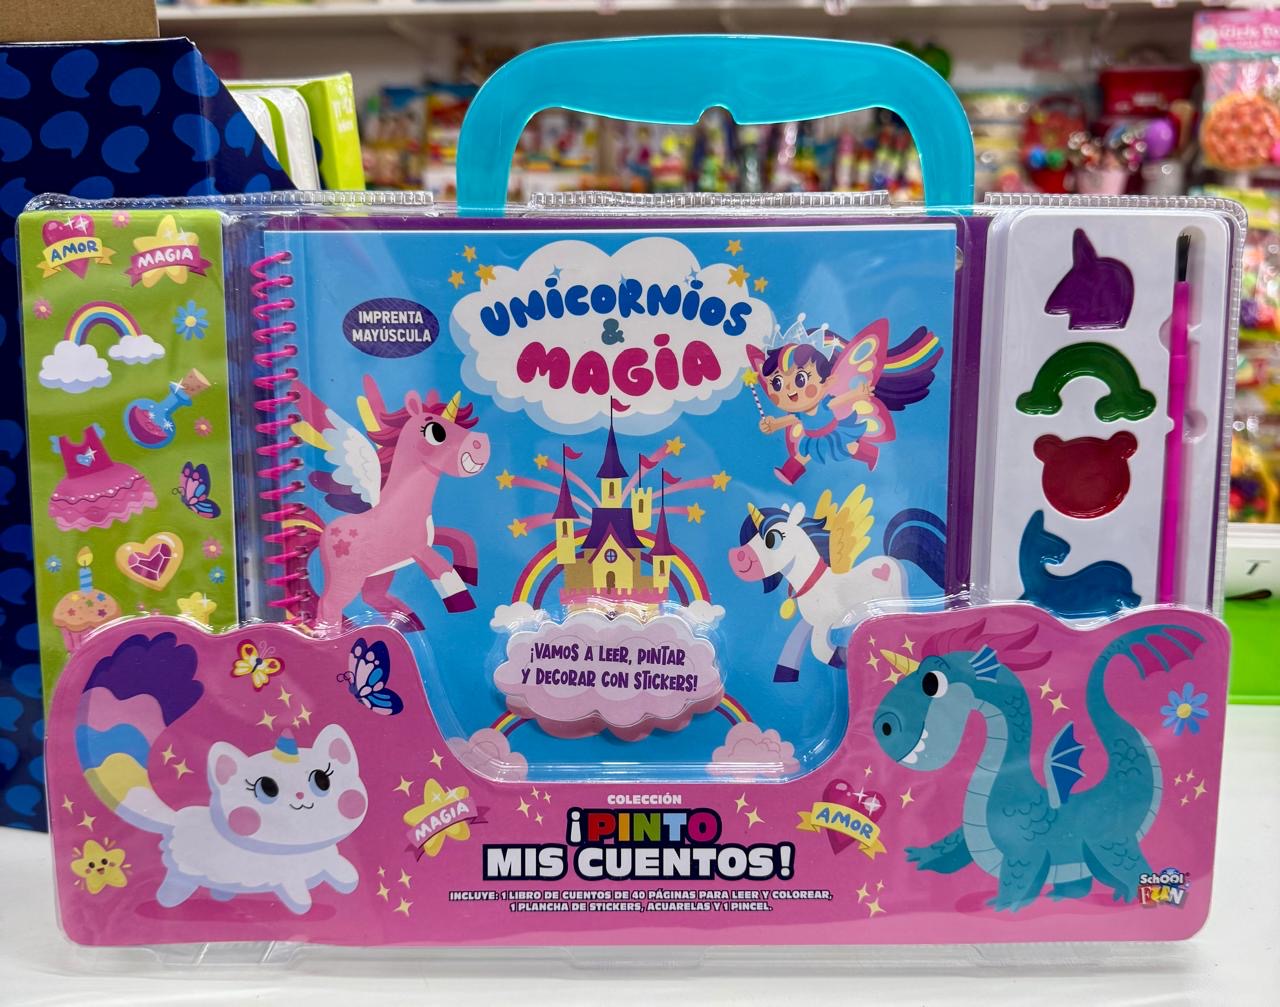 AMOR
MAGIA
IMPRENTA
MAYÚSCULA
UNICORNIOS
&
MAGIA
¡VAMOS A LEER, PINTAR
Y DECORAR CON STICKERS!
MAGIA
AMOR
COLECCIÓN
¡PINTO
MIS CUENTOS!
INCLUYE: 1 LIBRO DE CUENTOS DE 40 PÁGINAS PARA LEER Y COLOREAR,
1 PLANCHA DE STICKERS, ACUARELAS Y 1 PINCEL.
SCHOOL
FUN